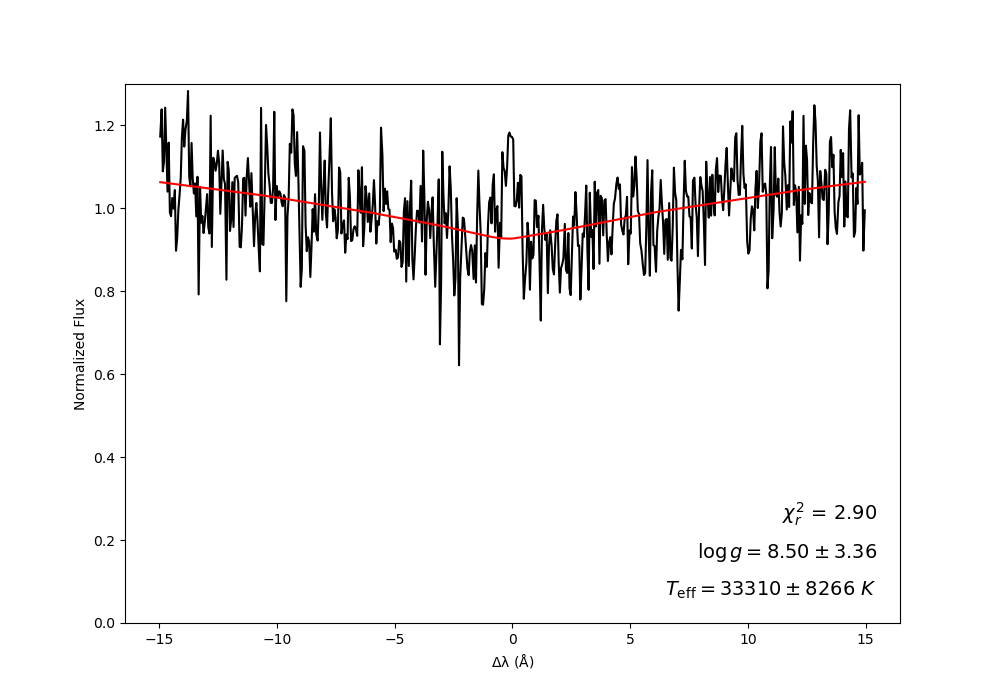 1.2
1.0
0.8
0.6
0.4
0.2
0.0
Normalized Flux
χ²ᵣ = 2.90
log g = 8.50 ± 3.36
T_eff = 33310 ± 8266 K
−15 −10 −5 0 5 10 15
Δλ (Å)